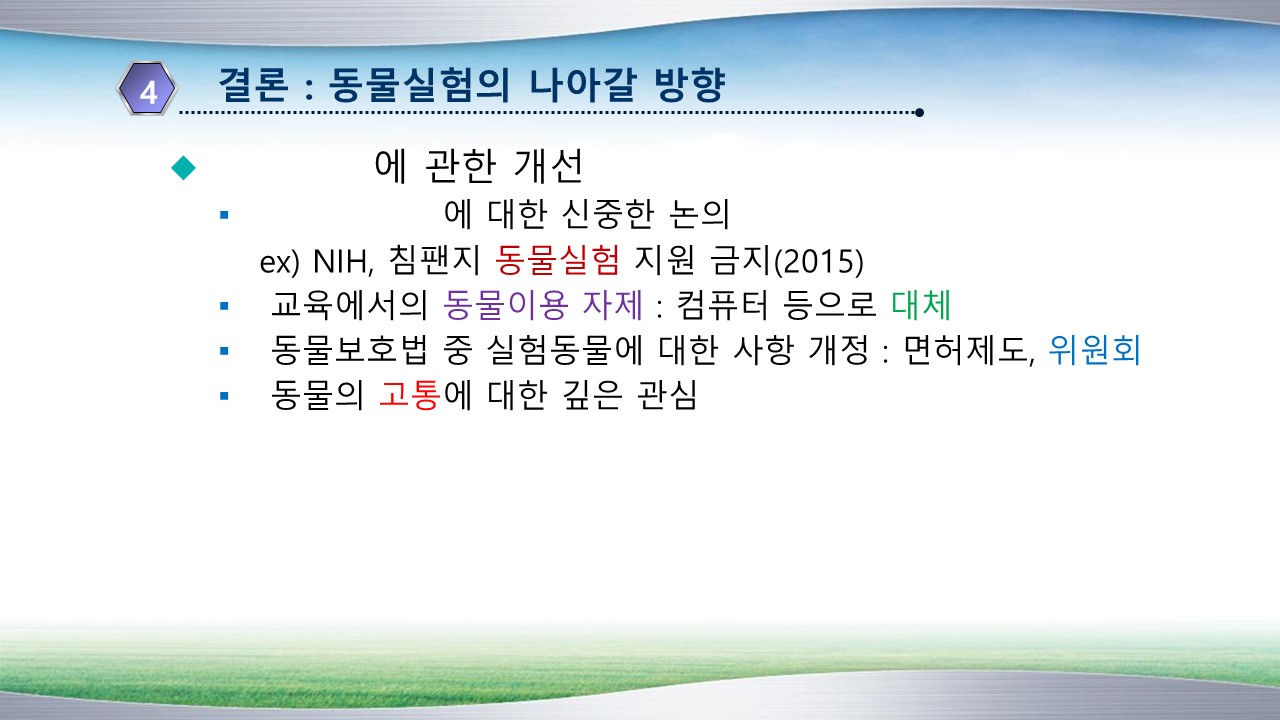 4
결론 : 동물실험의 나아갈 방향
에 관한 개선
에 대한 신중한 논의
ex) NIH, 침팬지 동물실험 지원 금지(2015)
교육에서의 동물이용 자제 : 컴퓨터 등으로 대체
동물보호법 중 실험동물에 대한 사항 개정 : 면허제도, 위원회
동물의 고통에 대한 깊은 관심